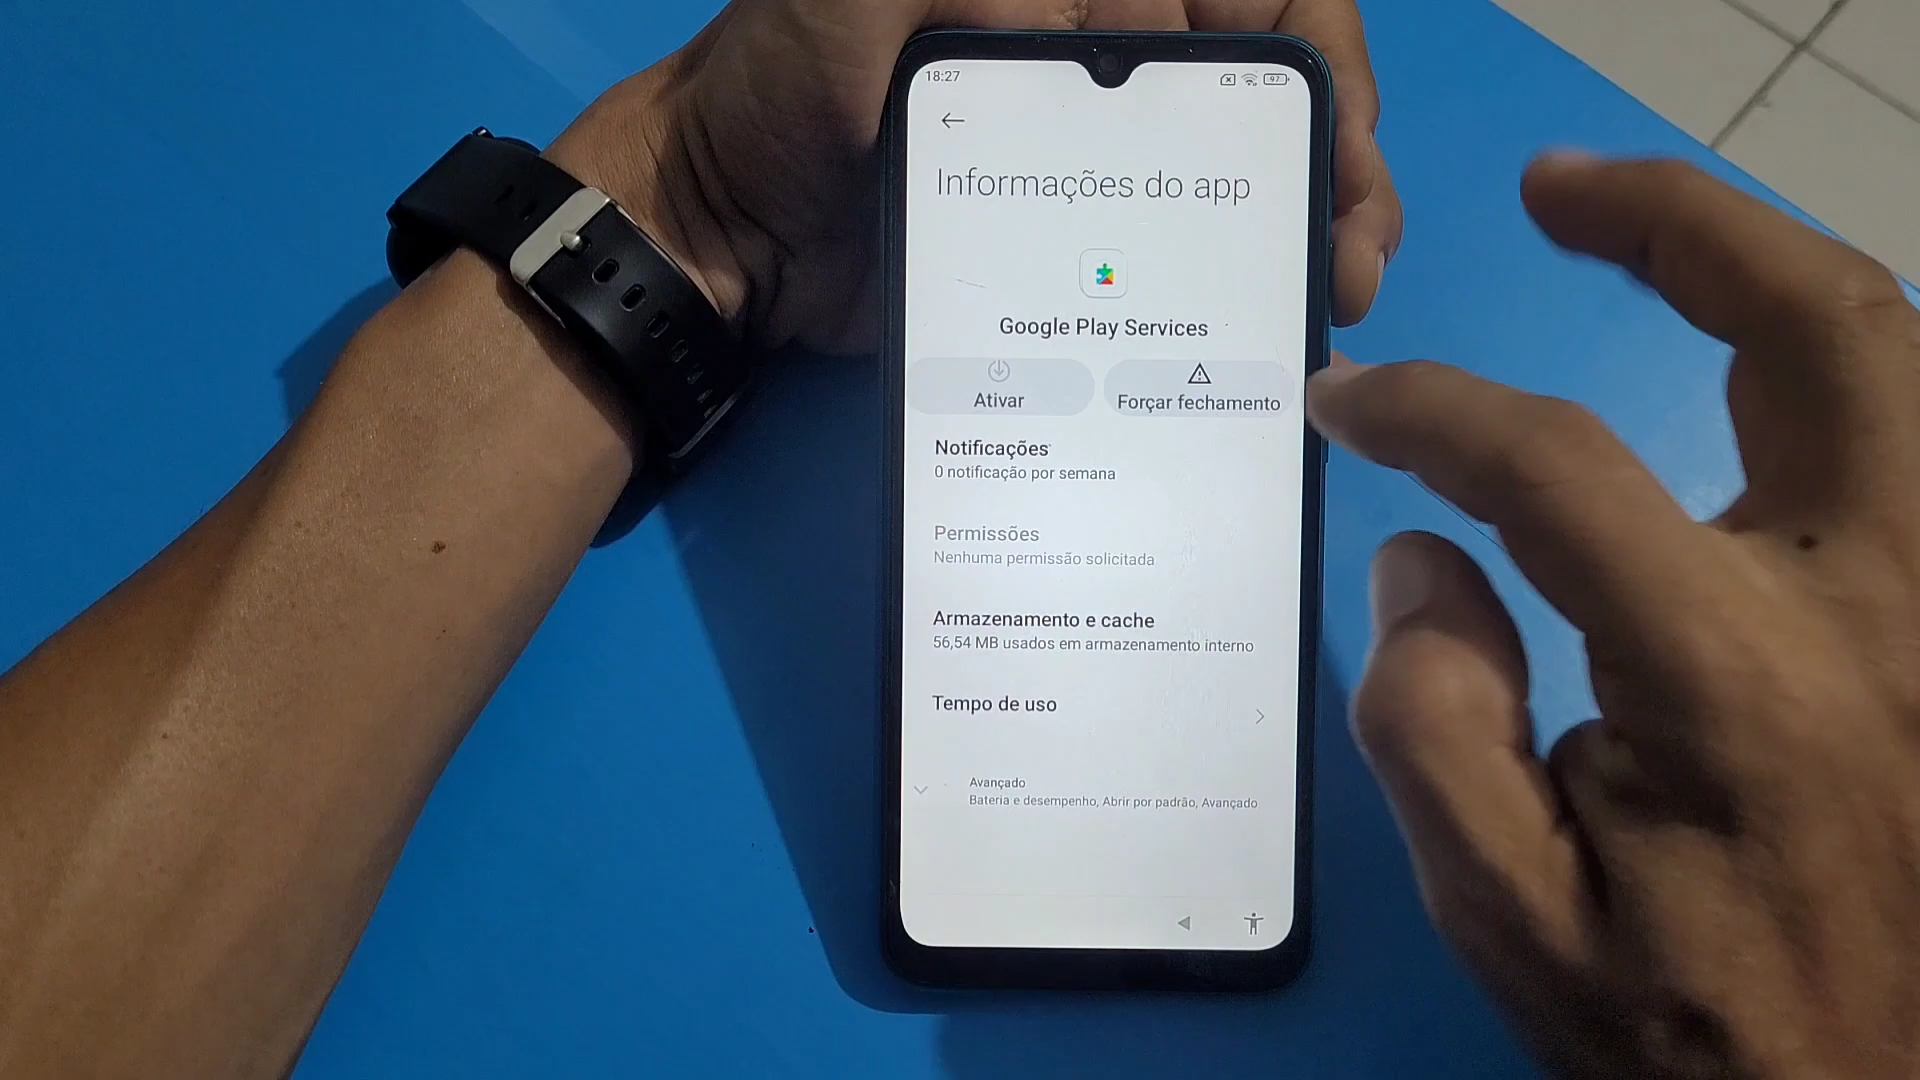 18:27
97
Informações do app
Google Play Services
Ativar
Forçar fechamento
Notificações
0 notificação por semana
Permissões
Nenhuma permissão solicitada
Armazenamento e cache
56,54 MB usados em armazenamento interno
Tempo de uso
Avançado
Bateria e desempenho, Abrir por padrão, Avançado